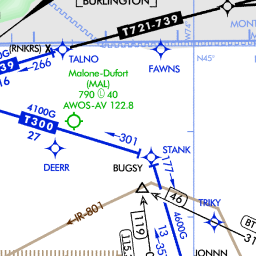 BURLINGTON
T721-739
MONT
(RNKRS)
39
266
16
TALNO
FAWNS
W74°
N45°
Malone-Dufort
(MAL)
790 40
AWOS-AV 122.8
4100G
T300
27
301
DEERR
STANK
BUGSY
177
46
TRIKY
IR-801
4600G
BT
119
J15
13
35
31
JONNN